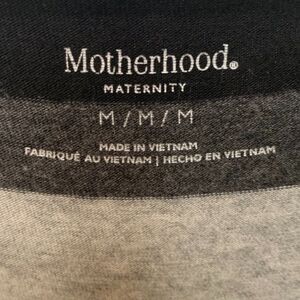 Motherhood®
MATERNITY
M / M / M
MADE IN VIETNAM
FABRIQUÉ AU VIETNAM | HECHO EN VIETNAM